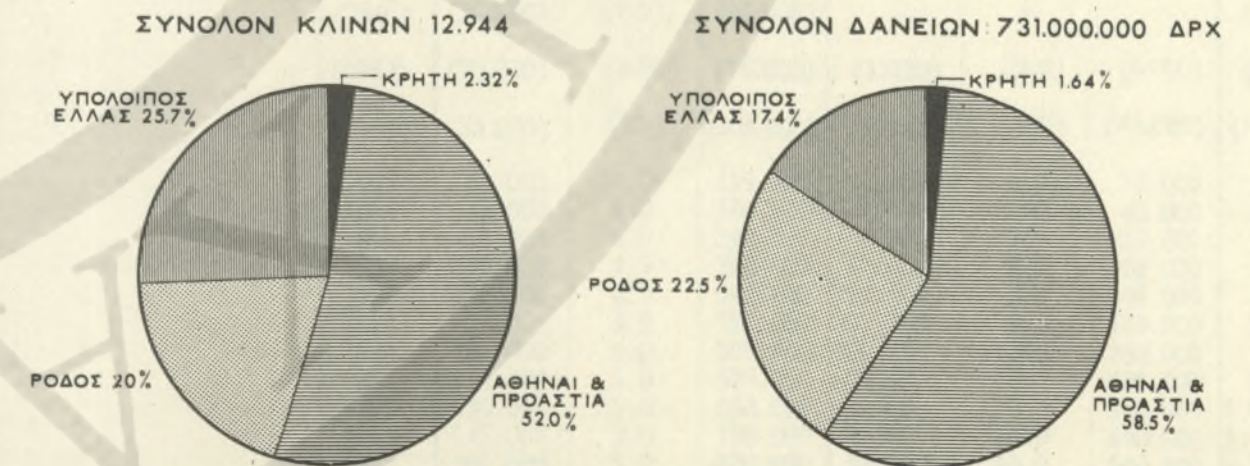 ΣΥΝΟΛΟΝ ΚΛΙΝΩΝ 12.944
ΚΡΗΤΗ 2.32%
ΥΠΟΛΟΙΠΟΣ
ΕΛΛΑΣ 25.7%
ΡΟΔΟΣ 20%
ΑΘΗΝΑΙ &
ΠΡΟΑΣΤΙΑ
52.0%
ΣΥΝΟΛΟΝ ΔΑΝΕΙΩΝ: 731.000.000 ΔΡΧ
ΚΡΗΤΗ 1.64%
ΥΠΟΛΟΙΠΟΣ
ΕΛΛΑΣ 17.4%
ΡΟΔΟΣ 22.5%
ΑΘΗΝΑΙ &
ΠΡΟΑΣΤΙΑ
58.5%